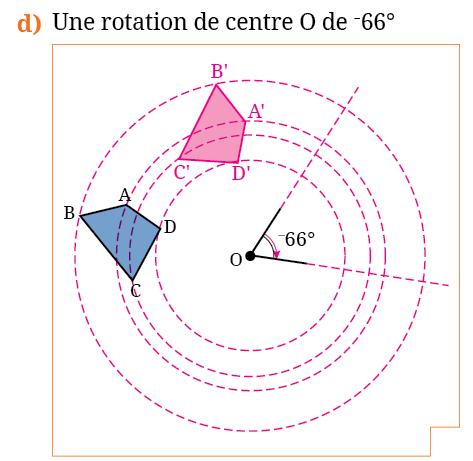 d) Une rotation de centre O de ⁻66°
B'
A'
C'
D'
A
B
D
⁻66°
O
C